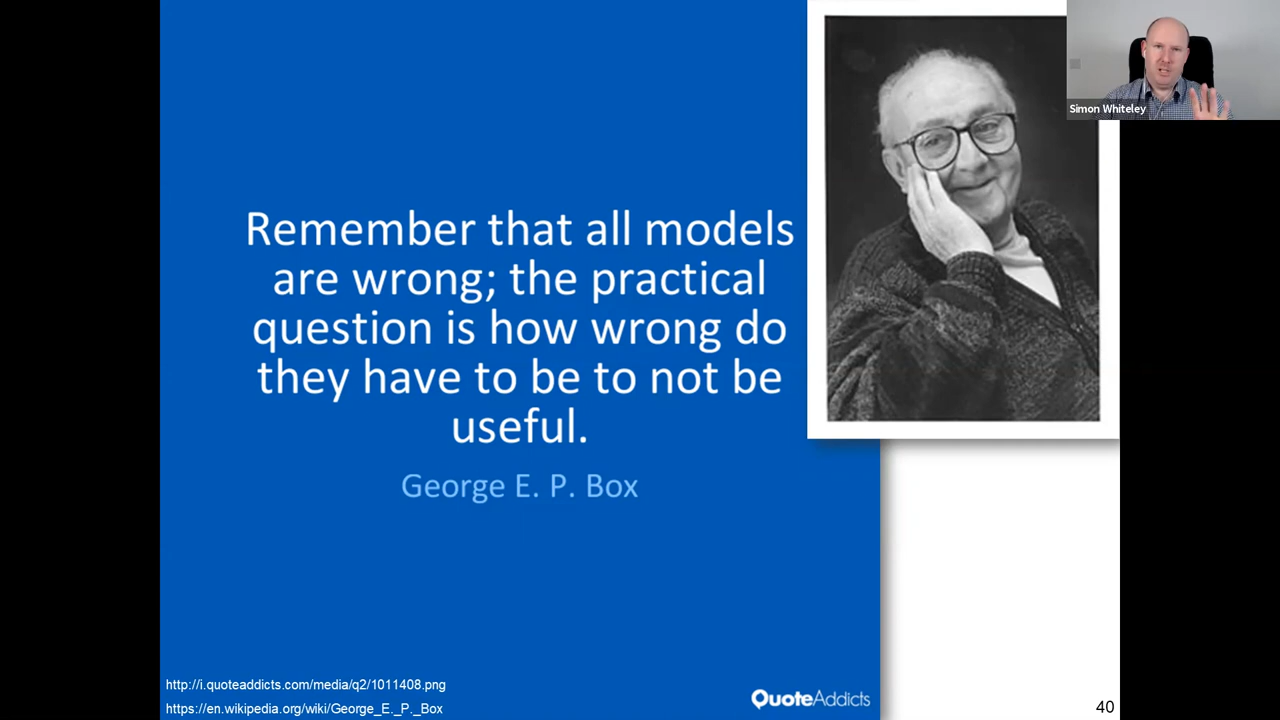 Simon Whiteley
Remember that all models
are wrong; the practical
question is how wrong do
they have to be to not be
useful.
George E. P. Box
http://i.quoteaddicts.com/media/q2/1011408.png
https://en.wikipedia.org/wiki/George_E._P._Box
QuoteAddicts
40